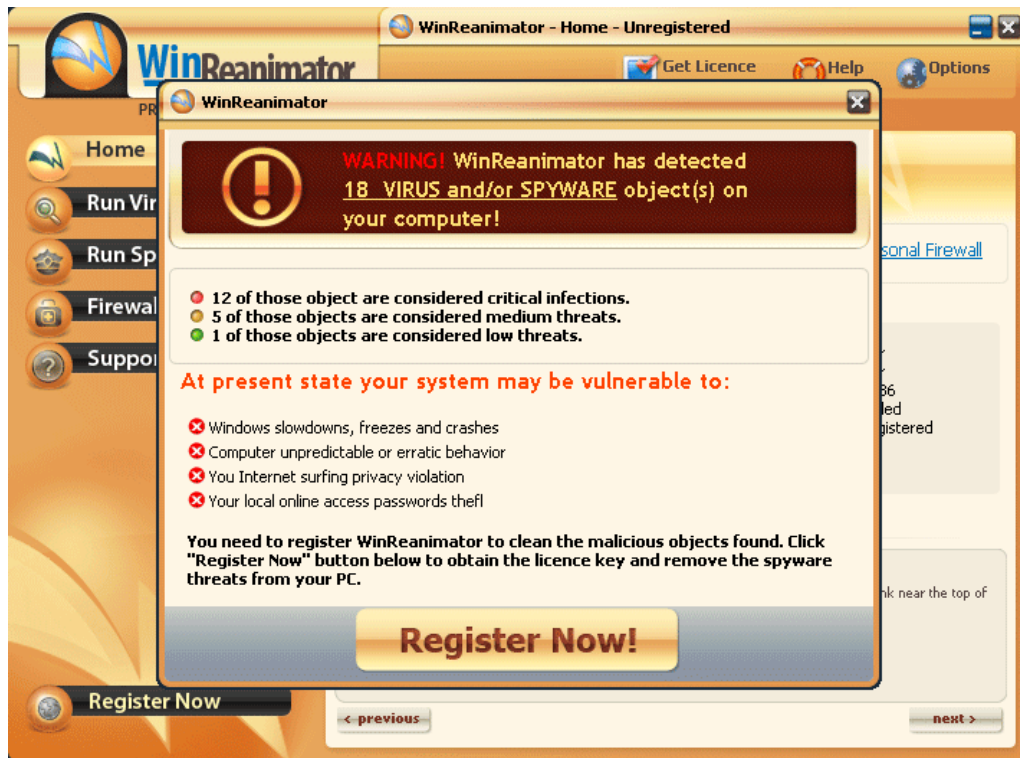 WinReanimator - Home - Unregistered
WinReanimator
Get Licence
Help
Options
PR
WinReanimator
Home
Run Vir
Run Sp
Firewal
Suppo
WARNING! WinReanimator has detected
18 VIRUS and/or SPYWARE object(s) on
your computer!
sonal Firewall
12 of those object are considered critical infections.
5 of those objects are considered medium threats.
1 of those objects are considered low threats.
At present state your system may be vulnerable to:
86
led
gistered
Windows slowdowns, freezes and crashes
Computer unpredictable or erratic behavior
You Internet surfing privacy violation
Your local online access passwords thefl
You need to register WinReanimator to clean the malicious objects found. Click
"Register Now" button below to obtain the licence key and remove the spyware
threats from your PC.
nk near the top of
Register Now!
Register Now
< previous
next >